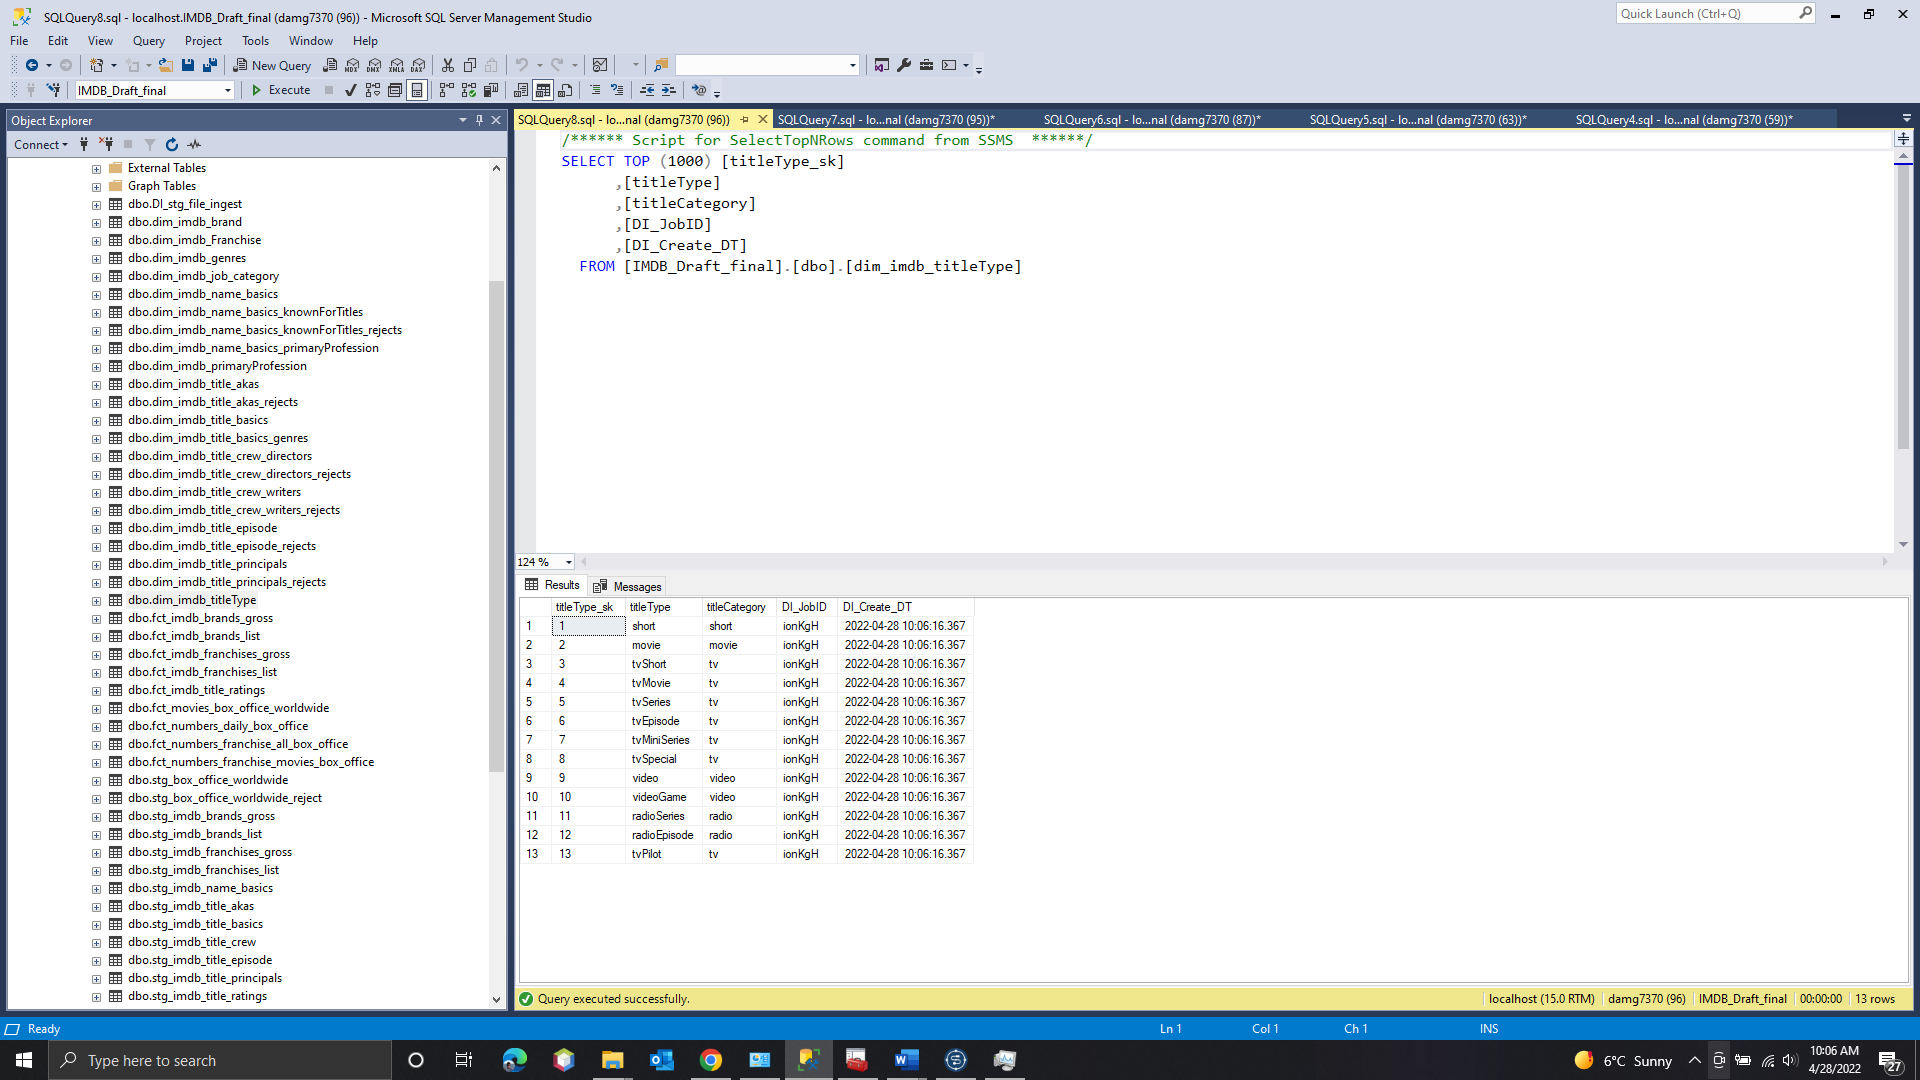 SQLQuery8.sql - localhost.IMDB_Draft_final (damg7370 (96)) - Microsoft SQL Server Management Studio
Quick Launch (Ctrl+Q)
File Edit View Query Project Tools Window Help
New Query
IMDB_Draft_final
Execute
Object Explorer
Connect
External Tables
Graph Tables
dbo.DI_stg_file_ingest
dbo.dim_imdb_brand
dbo.dim_imdb_Franchise
dbo.dim_imdb_genres
dbo.dim_imdb_job_category
dbo.dim_imdb_name_basics
dbo.dim_imdb_name_basics_knownForTitles
dbo.dim_imdb_name_basics_knownForTitles_rejects
dbo.dim_imdb_name_basics_primaryProfession
dbo.dim_imdb_primaryProfession
dbo.dim_imdb_title_akas
dbo.dim_imdb_title_akas_rejects
dbo.dim_imdb_title_basics
dbo.dim_imdb_title_basics_genres
dbo.dim_imdb_title_crew_directors
dbo.dim_imdb_title_crew_directors_rejects
dbo.dim_imdb_title_crew_writers
dbo.dim_imdb_title_crew_writers_rejects
dbo.dim_imdb_title_episode
dbo.dim_imdb_title_episode_rejects
dbo.dim_imdb_title_principals
dbo.dim_imdb_title_principals_rejects
dbo.dim_imdb_titleType
dbo.fct_imdb_brands_gross
dbo.fct_imdb_brands_list
dbo.fct_imdb_franchises_gross
dbo.fct_imdb_franchises_list
dbo.fct_imdb_title_ratings
dbo.fct_movies_box_office_worldwide
dbo.fct_numbers_daily_box_office
dbo.fct_numbers_franchise_all_box_office
dbo.fct_numbers_franchise_movies_box_office
dbo.stg_box_office_worldwide
dbo.stg_box_office_worldwide_reject
dbo.stg_imdb_brands_gross
dbo.stg_imdb_brands_list
dbo.stg_imdb_franchises_gross
dbo.stg_imdb_franchises_list
dbo.stg_imdb_name_basics
dbo.stg_imdb_title_akas
dbo.stg_imdb_title_basics
dbo.stg_imdb_title_crew
dbo.stg_imdb_title_episode
dbo.stg_imdb_title_principals
dbo.stg_imdb_title_ratings
SQLQuery8.sql - lo...nal (damg7370 (96)) SQLQuery7.sql - lo...nal (damg7370 (95))* SQLQuery6.sql - lo...nal (damg7370 (87))* SQLQuery5.sql - lo...nal (damg7370 (63))* SQLQuery4.sql - lo...nal (damg7370 (59))*
/****** Script for SelectTopNRows command from SSMS ******/
SELECT TOP (1000) [titleType_sk]
,[titleType]
,[titleCategory]
,[DI_JobID]
,[DI_Create_DT]
FROM [IMDB_Draft_final].[dbo].[dim_imdb_titleType]
124 %
Results Messages
titleType_sk titleType titleCategory DI_JobID DI_Create_DT
1 1 short short ionKgH 2022-04-28 10:06:16.367
2 2 movie movie ionKgH 2022-04-28 10:06:16.367
3 3 tvShort tv ionKgH 2022-04-28 10:06:16.367
4 4 tvMovie tv ionKgH 2022-04-28 10:06:16.367
5 5 tvSeries tv ionKgH 2022-04-28 10:06:16.367
6 6 tvEpisode tv ionKgH 2022-04-28 10:06:16.367
7 7 tvMiniSeries tv ionKgH 2022-04-28 10:06:16.367
8 8 tvSpecial tv ionKgH 2022-04-28 10:06:16.367
9 9 video video ionKgH 2022-04-28 10:06:16.367
10 10 videoGame video ionKgH 2022-04-28 10:06:16.367
11 11 radioSeries radio ionKgH 2022-04-28 10:06:16.367
12 12 radioEpisode radio ionKgH 2022-04-28 10:06:16.367
13 13 tvPilot tv ionKgH 2022-04-28 10:06:16.367
Query executed successfully. localhost (15.0 RTM) damg7370 (96) IMDB_Draft_final 00:00:00 13 rows
Ready Ln 1 Col 1 Ch 1 INS
Type here to search
6°C Sunny
10:06 AM
4/28/2022
27